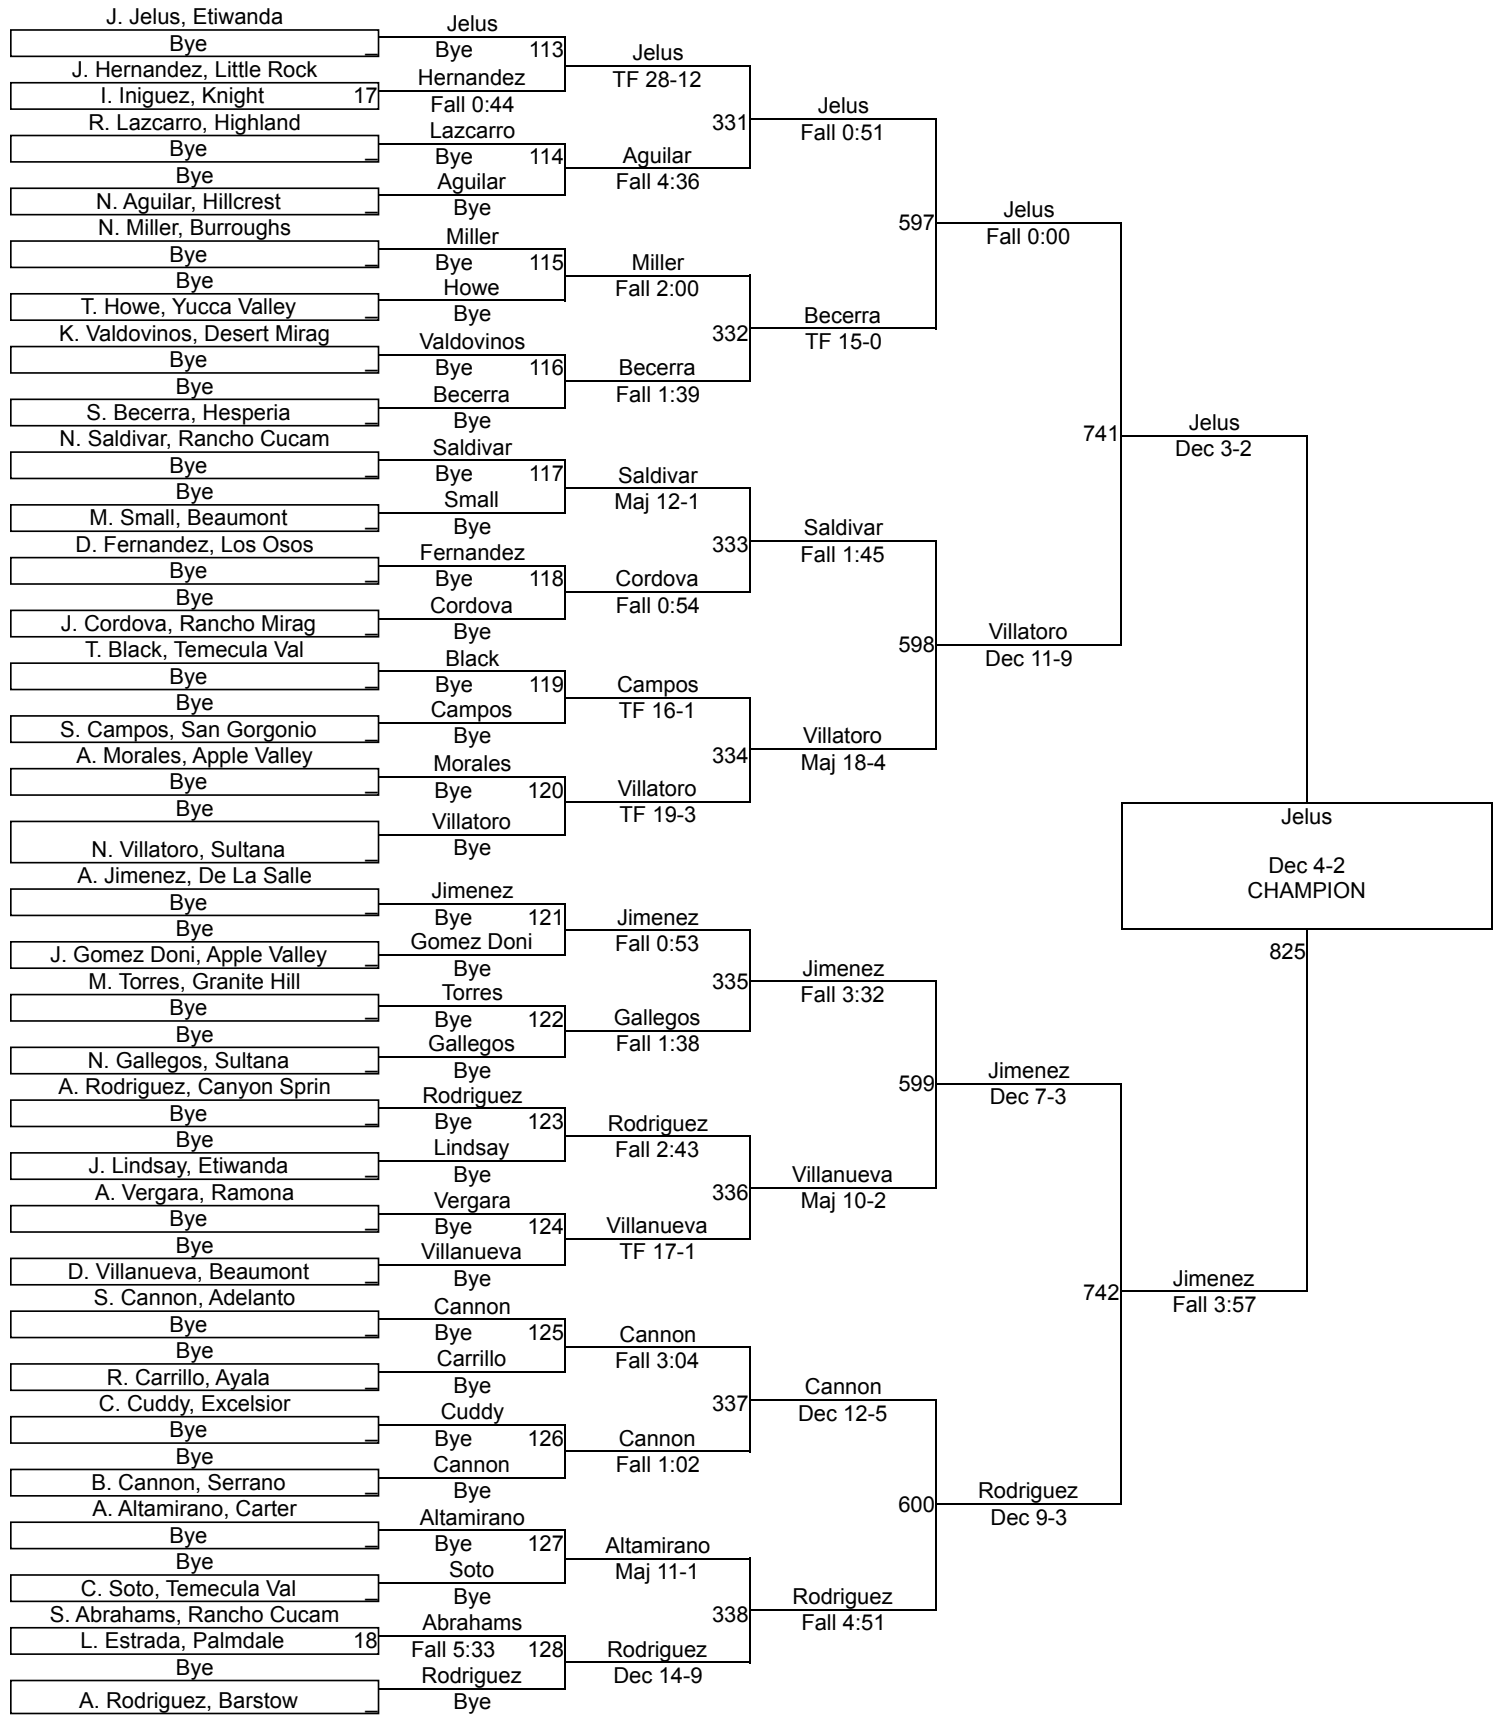 J. Jelus, Etiwanda
Bye _
J. Hernandez, Little Rock
I. Iniguez, Knight 17
R. Lazcarro, Highland
Bye _
Bye
N. Aguilar, Hillcrest _
N. Miller, Burroughs
Bye _
Bye
T. Howe, Yucca Valley _
K. Valdovinos, Desert Mirag
Bye _
Bye
S. Becerra, Hesperia _
N. Saldivar, Rancho Cucam
Bye _
Bye
M. Small, Beaumont _
D. Fernandez, Los Osos
Bye _
Bye
J. Cordova, Rancho Mirag _
T. Black, Temecula Val
Bye _
Bye
S. Campos, San Gorgonio _
A. Morales, Apple Valley
Bye _
Bye
N. Villatoro, Sultana _
A. Jimenez, De La Salle
Bye _
Bye
J. Gomez Doni, Apple Valley _
M. Torres, Granite Hill
Bye _
Bye
N. Gallegos, Sultana _
A. Rodriguez, Canyon Sprin
Bye _
Bye
J. Lindsay, Etiwanda _
A. Vergara, Ramona
Bye _
Bye
D. Villanueva, Beaumont _
S. Cannon, Adelanto
Bye _
Bye
R. Carrillo, Ayala _
C. Cuddy, Excelsior
Bye _
Bye
B. Cannon, Serrano _
A. Altamirano, Carter
Bye _
Bye
C. Soto, Temecula Val _
S. Abrahams, Rancho Cucam
L. Estrada, Palmdale 18
Bye
A. Rodriguez, Barstow _
Jelus
Bye 113
Hernandez
Fall 0:44
Lazcarro
Bye 114
Aguilar
Bye
Miller
Bye 115
Howe
Bye
Valdovinos
Bye 116
Becerra
Bye
Saldivar
Bye 117
Small
Bye
Fernandez
Bye 118
Cordova
Bye
Black
Bye 119
Campos
Bye
Morales
Bye 120
Villatoro
Bye
Jimenez
Bye 121
Gomez Doni
Bye
Torres
Bye 122
Gallegos
Bye
Rodriguez
Bye 123
Lindsay
Bye
Vergara
Bye 124
Villanueva
Bye
Cannon
Bye 125
Carrillo
Bye
Cuddy
Bye 126
Cannon
Bye
Altamirano
Bye 127
Soto
Bye
Abrahams
Fall 5:33 128
Rodriguez
Bye
Jelus
TF 28-12
331
Aguilar
Fall 4:36
Miller
Fall 2:00
332
Becerra
Fall 1:39
Saldivar
Maj 12-1
333
Cordova
Fall 0:54
Campos
TF 16-1
334
Villatoro
TF 19-3
Jimenez
Fall 0:53
335
Gallegos
Fall 1:38
Rodriguez
Fall 2:43
336
Villanueva
TF 17-1
Cannon
Fall 3:04
337
Cannon
Fall 1:02
Altamirano
Maj 11-1
338
Rodriguez
Dec 14-9
Jelus
Fall 0:51
597
Becerra
TF 15-0
Saldivar
Fall 1:45
598
Villatoro
Maj 18-4
Jimenez
Fall 3:32
599
Villanueva
Maj 10-2
Cannon
Dec 12-5
600
Rodriguez
Fall 4:51
Jelus
Fall 0:00
741
Villatoro
Dec 11-9
Jimenez
Dec 7-3
742
Rodriguez
Dec 9-3
Jelus
Dec 3-2
Jelus
Dec 4-2
CHAMPION
825
Jimenez
Fall 3:57